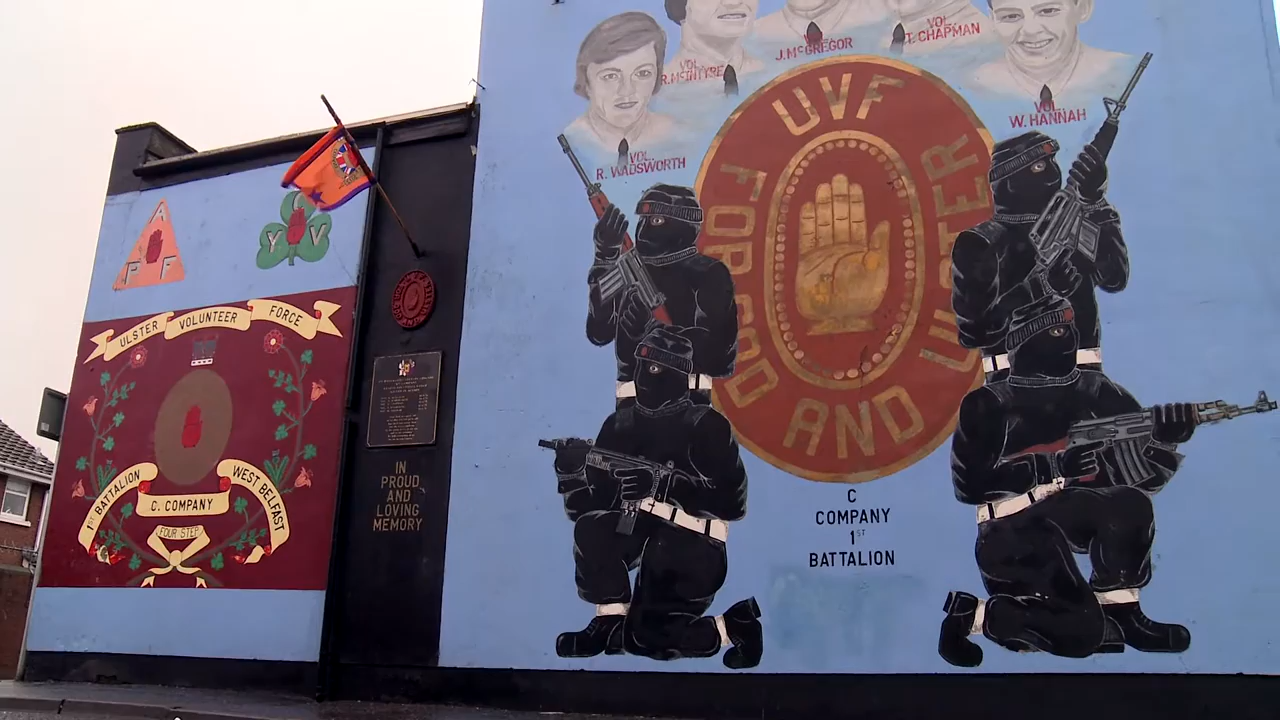 VOL.
R. WADSWORTH
VOL.
R. McINTYRE
VOL.
J. McGREGOR
VOL.
T. CHAPMAN
VOL.
W. HANNAH
UVF
FOR GOD AND ULSTER
C
COMPANY
1ST
BATTALION
A
P F
Y V
ULSTER VOLUNTEER FORCE
1ST BATTALION
C. COMPANY
WEST BELFAST
FOUR STEP
IN
PROUD
AND
LOVING
MEMORY